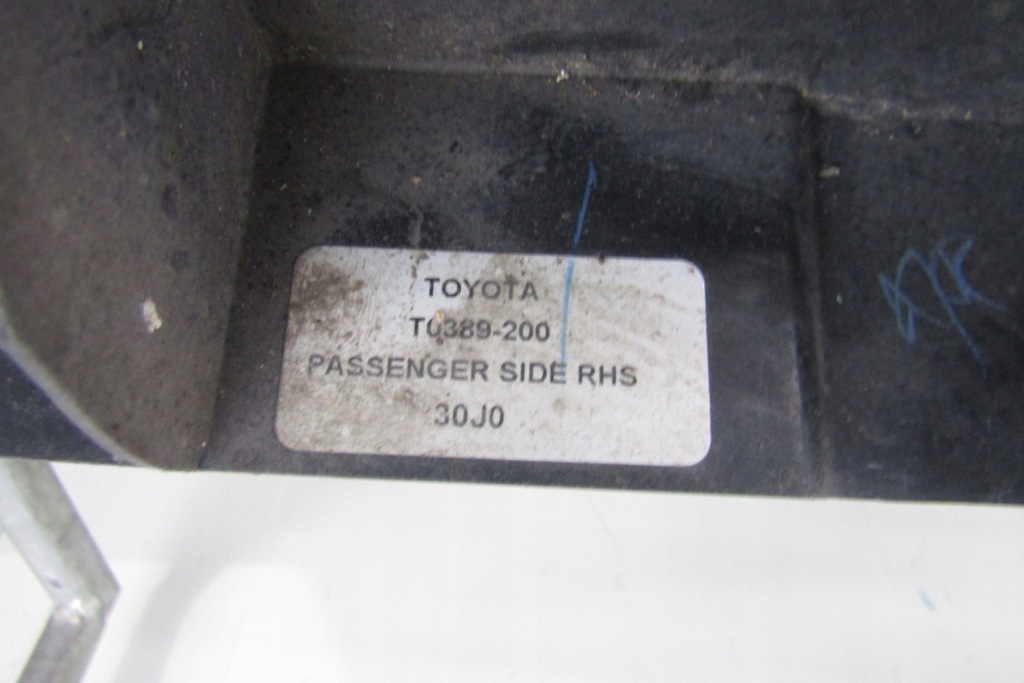 TOYOTA
T0389-200
PASSENGER SIDE RHS
30J0